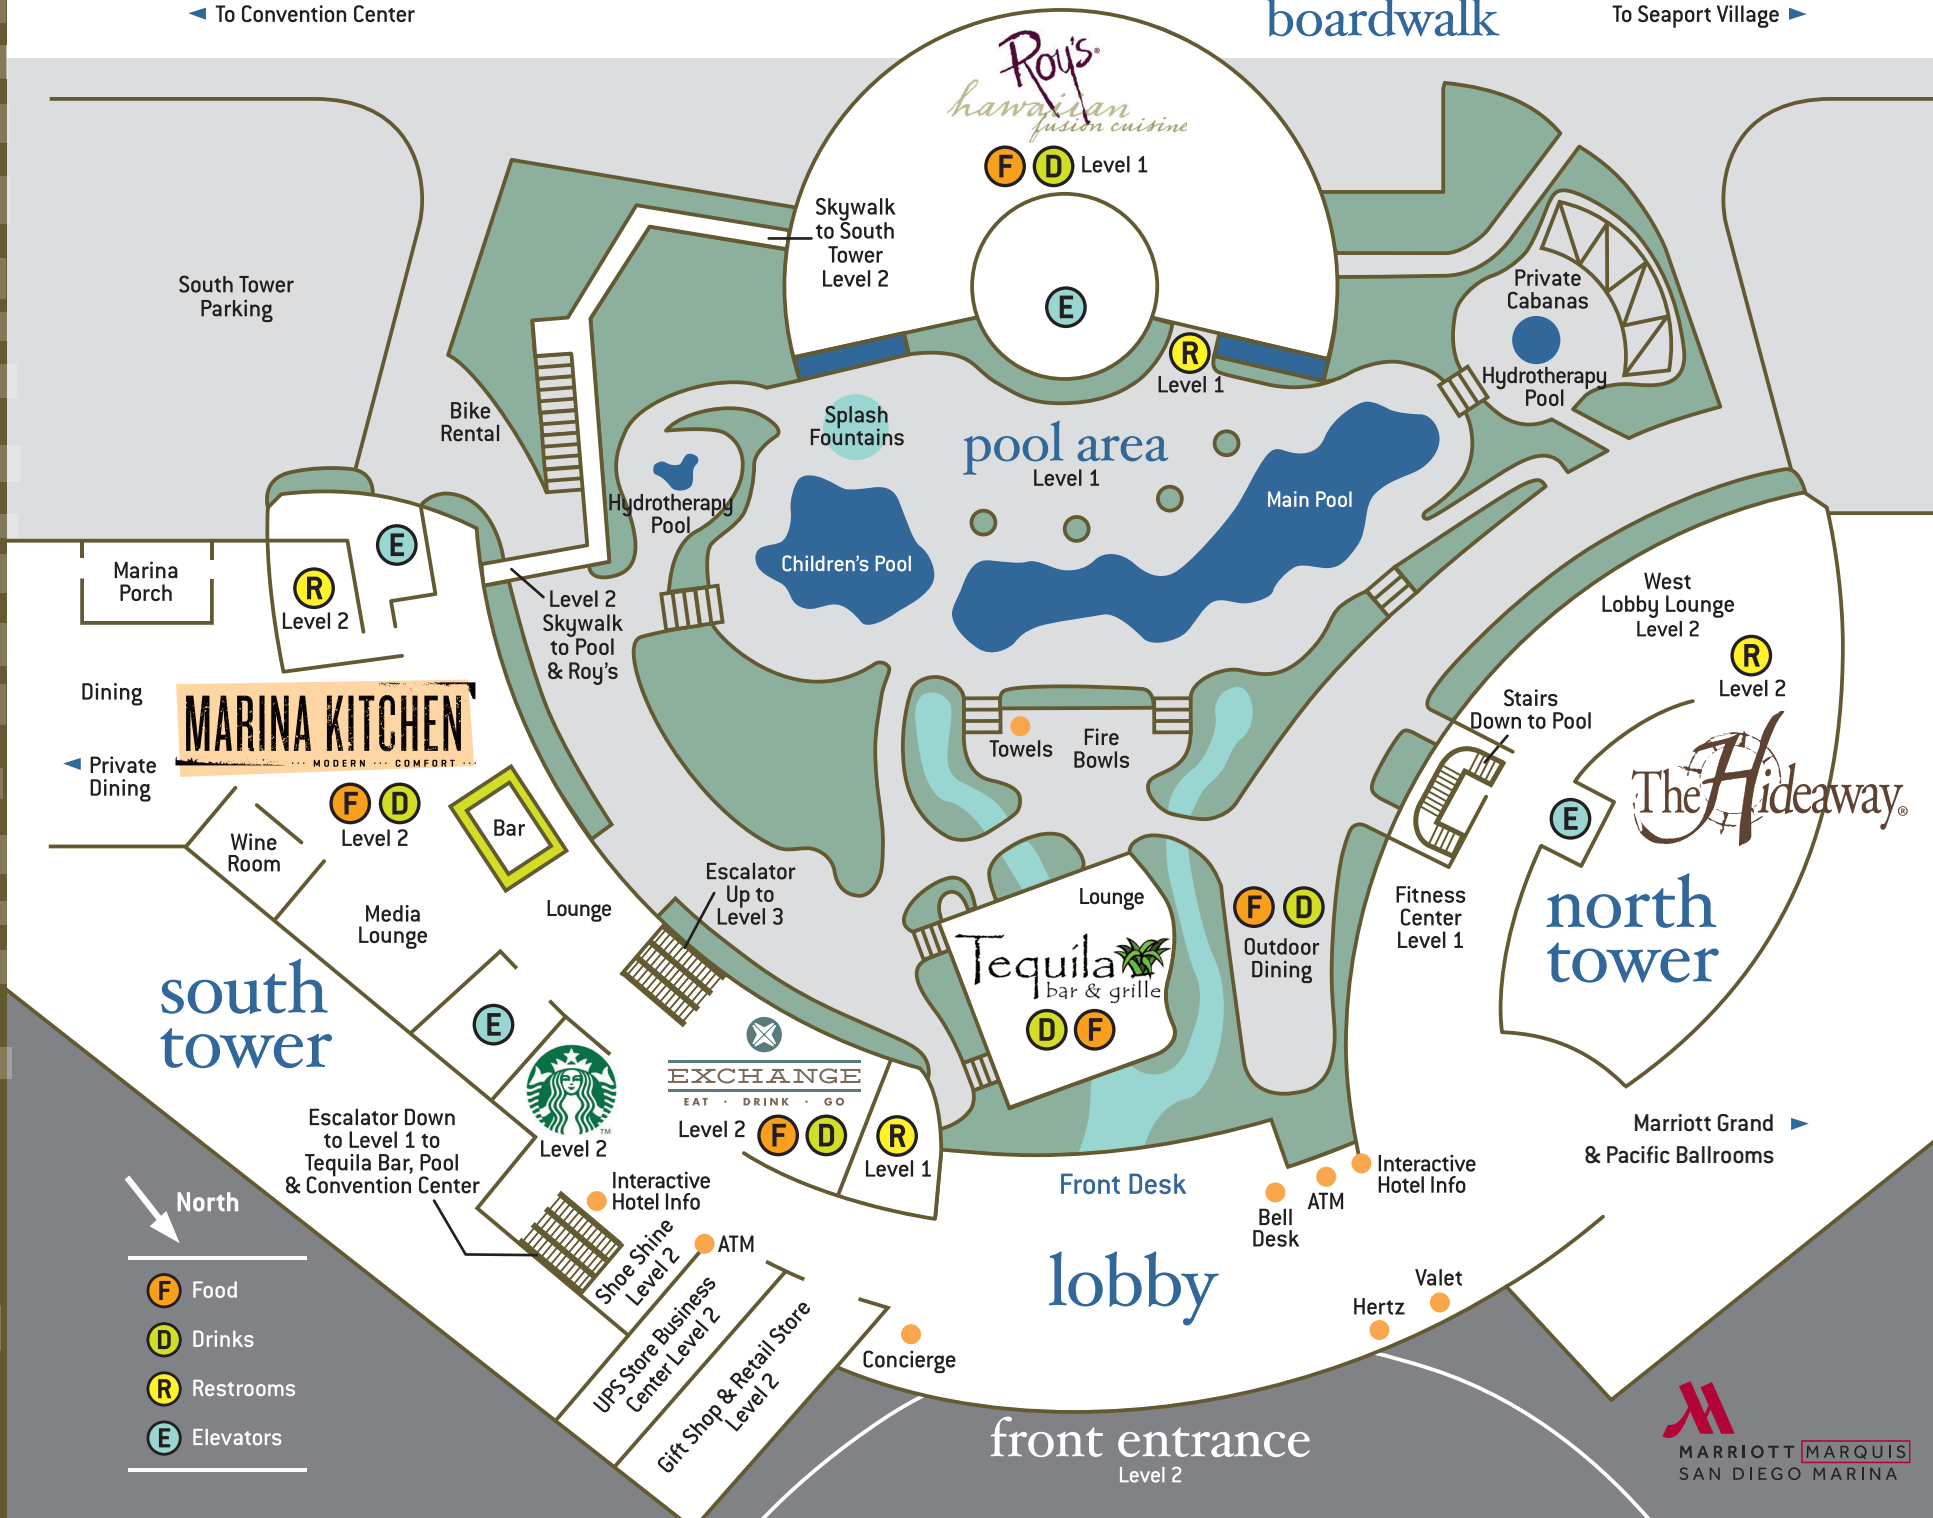 ◄ To Convention Center
boardwalk
To Seaport Village ►
Roy's®
hawaiian
fusion cuisine
F D Level 1
Skywalk
to South
Tower
Level 2
E
R
Level 1
South Tower
Parking
Bike
Rental
Private
Cabanas
Hydrotherapy
Pool
Splash
Fountains
pool area
Level 1
Main Pool
Hydrotherapy
Pool
Children's Pool
E
Marina
Porch
R
Level 2
Level 2
Skywalk
to Pool
& Roy's
West
Lobby Lounge
Level 2
R
Level 2
Stairs
Down to Pool
Dining
MARINA KITCHEN
MODERN ··· COMFORT
◄ Private
Dining
F D
Level 2
Bar
Wine
Room
Towels
Fire
Bowls
The Hideaway®
E
Media
Lounge
Lounge
Escalator
Up to
Level 3
Lounge
Tequila
bar & grille
D F
F D
Outdoor
Dining
Fitness
Center
Level 1
north
tower
south
tower
E
TM
Level 2
EXCHANGE
EAT · DRINK · GO
Level 2 F D
R
Level 1
Escalator Down
to Level 1 to
Tequila Bar, Pool
& Convention Center
Interactive
Hotel Info
Shoe Shine
Level 2
ATM
UPS Store Business
Center Level 2
Gift Shop & Retail Store
Level 2
Front Desk
lobby
Concierge
Bell
Desk
ATM
Interactive
Hotel Info
Marriott Grand ►
& Pacific Ballrooms
Valet
Hertz
North
F Food
D Drinks
R Restrooms
E Elevators
front entrance
Level 2
MARRIOTT MARQUIS
SAN DIEGO MARINA